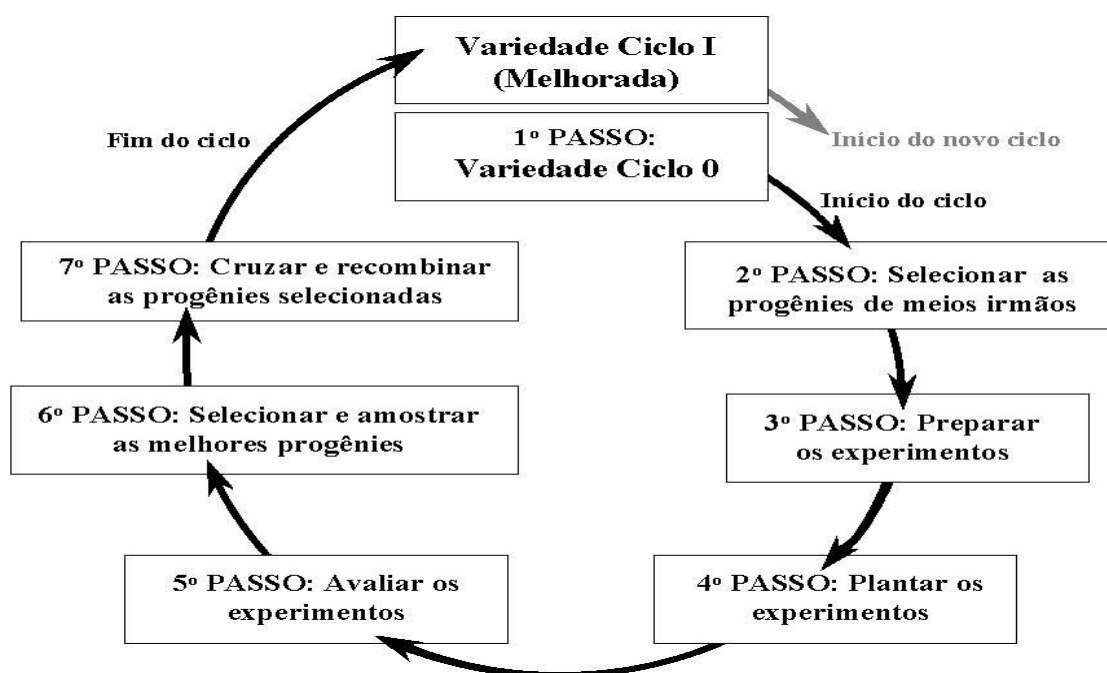 Variedade Ciclo I
(Melhorada)
Início do novo ciclo
1º PASSO:
Variedade Ciclo 0
Início do ciclo
2º PASSO: Selecionar as
progênies de meios irmãos
3º PASSO: Preparar
os experimentos
4º PASSO: Plantar os
experimentos
5º PASSO: Avaliar os
experimentos
6º PASSO: Selecionar e amostrar
as melhores progênies
7º PASSO: Cruzar e recombinar
as progênies selecionadas
Fim do ciclo